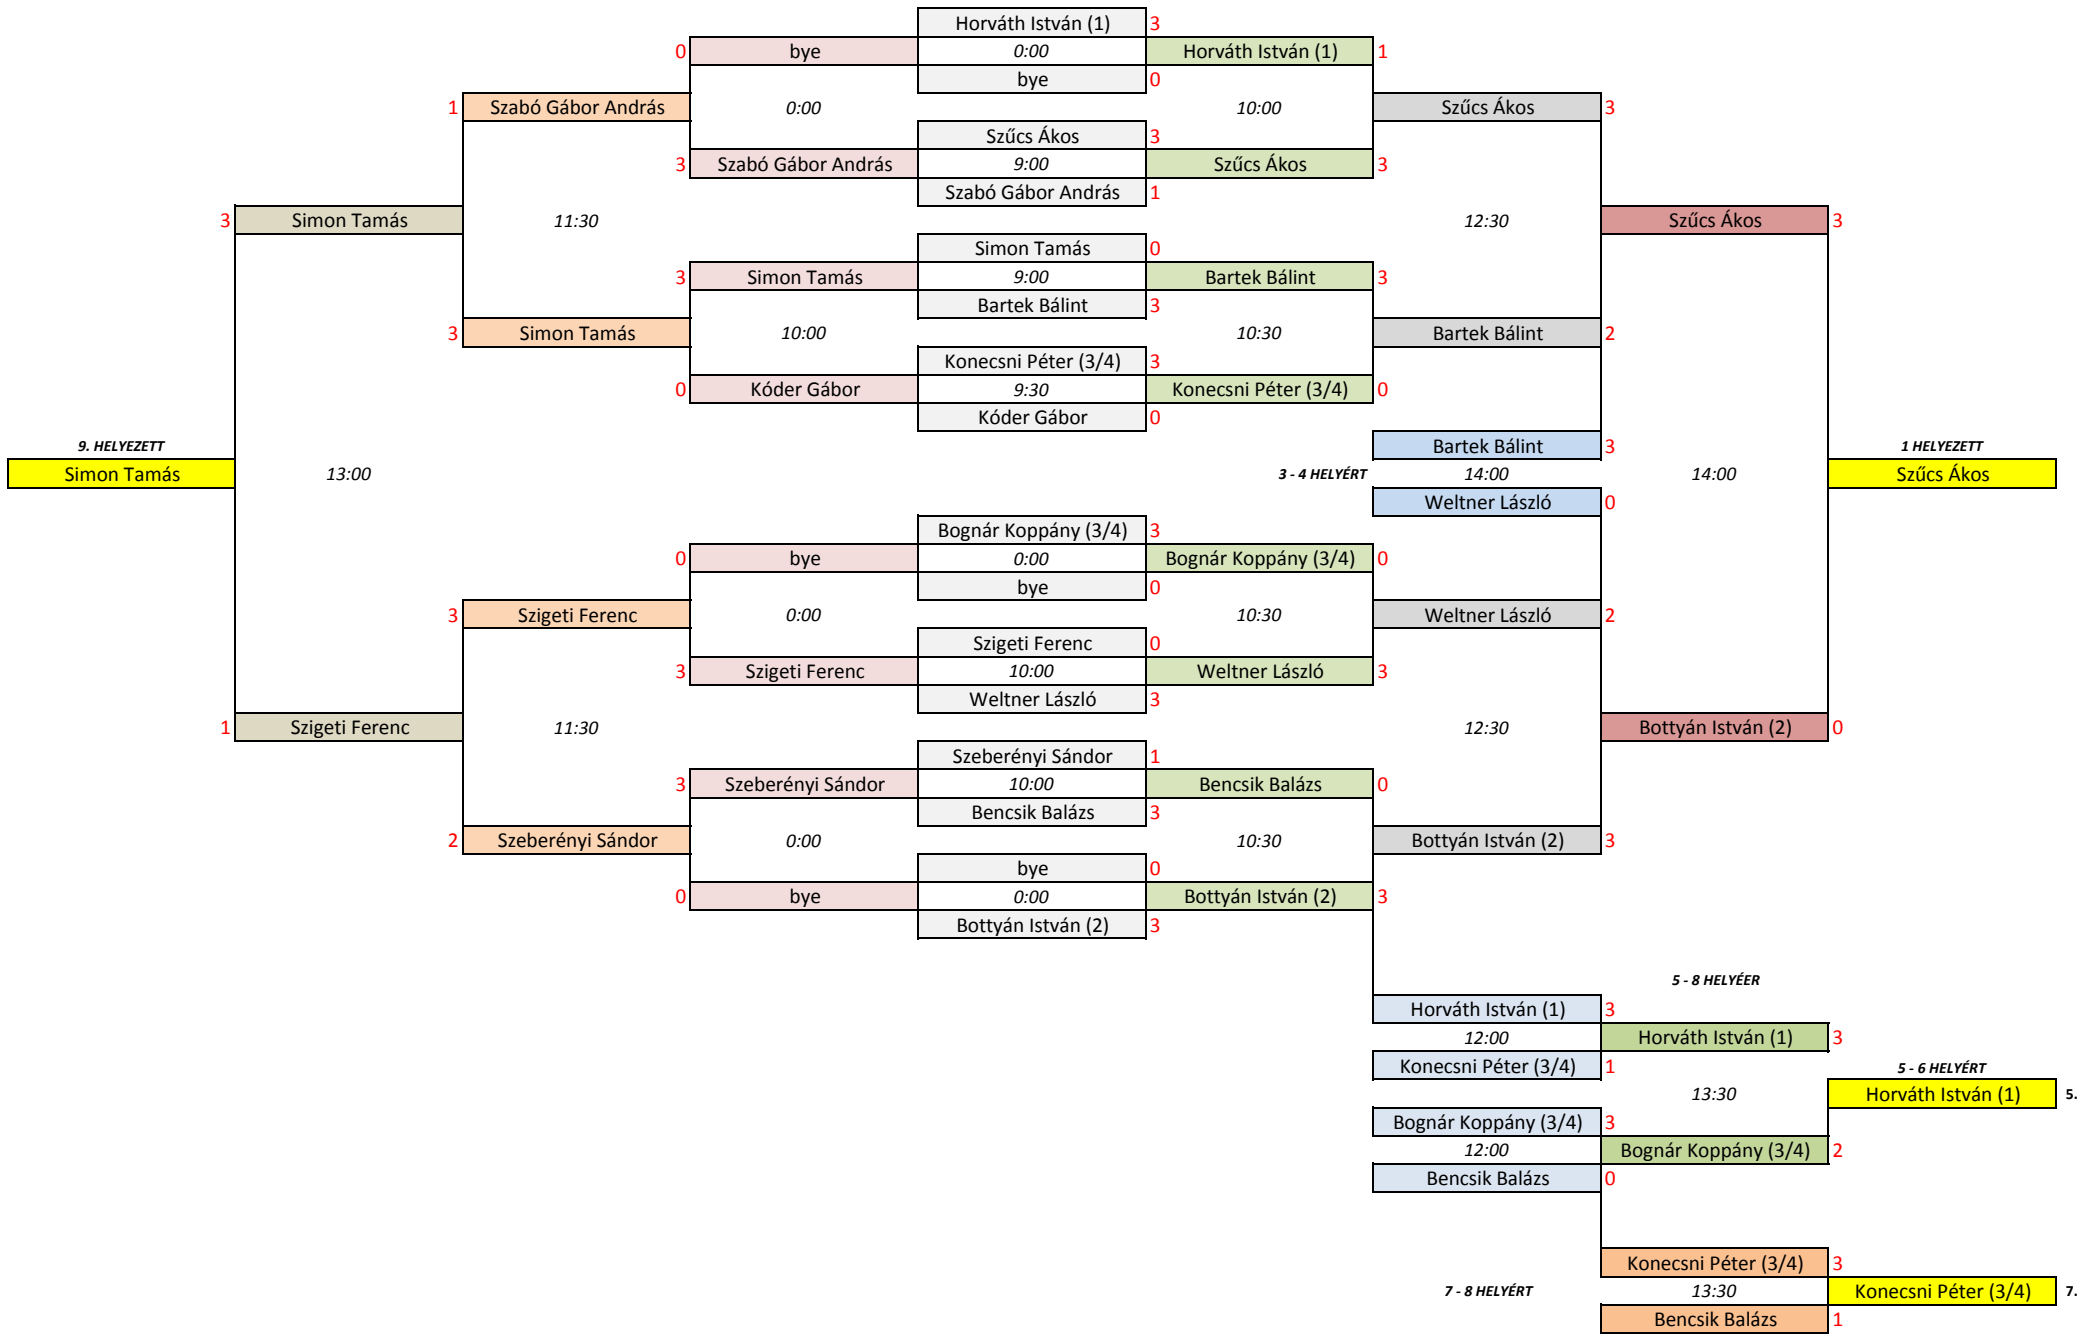 Horváth István (1) 3
0 bye 0:00 Horváth István (1) 1
bye 0
1 Szabó Gábor András 0:00 10:00 Szűcs Ákos 3
Szűcs Ákos 3
3 Szabó Gábor András 9:00 Szűcs Ákos 3
Szabó Gábor András 1
3 Simon Tamás 11:30 12:30 Szűcs Ákos 3
Simon Tamás 0
3 Simon Tamás 9:00 Bartek Bálint 3
Bartek Bálint 3
3 Simon Tamás 10:00 10:30 Bartek Bálint 2
Konecsni Péter (3/4) 3
0 Kóder Gábor 9:30 Konecsni Péter (3/4) 0
Kóder Gábor 0
9. HELYEZETT Bartek Bálint 3 1 HELYEZETT
Simon Tamás 13:00 3 - 4 HELYÉRT 14:00 14:00 Szűcs Ákos
Weltner László 0
Bognár Koppány (3/4) 3
0 bye 0:00 Bognár Koppány (3/4) 0
bye 0
3 Szigeti Ferenc 0:00 10:30 Weltner László 2
Szigeti Ferenc 0
3 Szigeti Ferenc 10:00 Weltner László 3
Weltner László 3
1 Szigeti Ferenc 11:30 12:30 Bottyán István (2) 0
Szeberényi Sándor 1
3 Szeberényi Sándor 10:00 Bencsik Balázs 0
Bencsik Balázs 3
2 Szeberényi Sándor 0:00 10:30 Bottyán István (2) 3
bye 0
0 bye 0:00 Bottyán István (2) 3
Bottyán István (2) 3
5 - 8 HELYÉER
Horváth István (1) 3
12:00 Horváth István (1) 3
Konecsni Péter (3/4) 1 5 - 6 HELYÉRT
13:30 Horváth István (1) 5.
Bognár Koppány (3/4) 3
12:00 Bognár Koppány (3/4) 2
Bencsik Balázs 0
Konecsni Péter (3/4) 3
7 - 8 HELYÉRT 13:30 Konecsni Péter (3/4) 7.
Bencsik Balázs 1